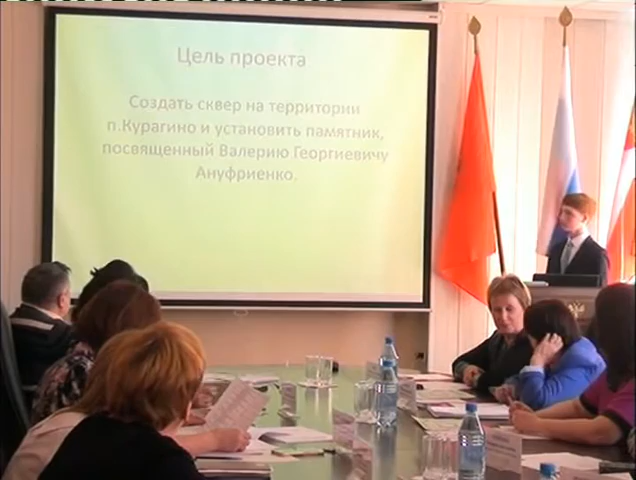 Цель проекта
Создать сквер на территории
п.Курагино и установить памятник,
посвященный Валерию Георгиевичу
Ануфриенко.